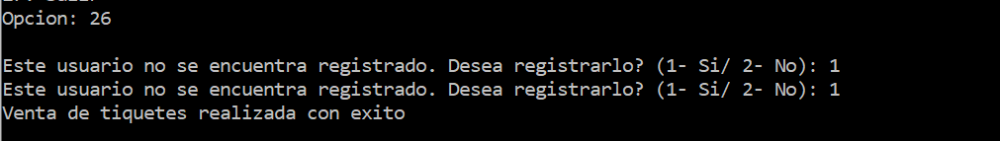 Opcion: 26
Este usuario no se encuentra registrado. Desea registrarlo? (1- Si/ 2- No): 1
Este usuario no se encuentra registrado. Desea registrarlo? (1- Si/ 2- No): 1
Venta de tiquetes realizada con exito